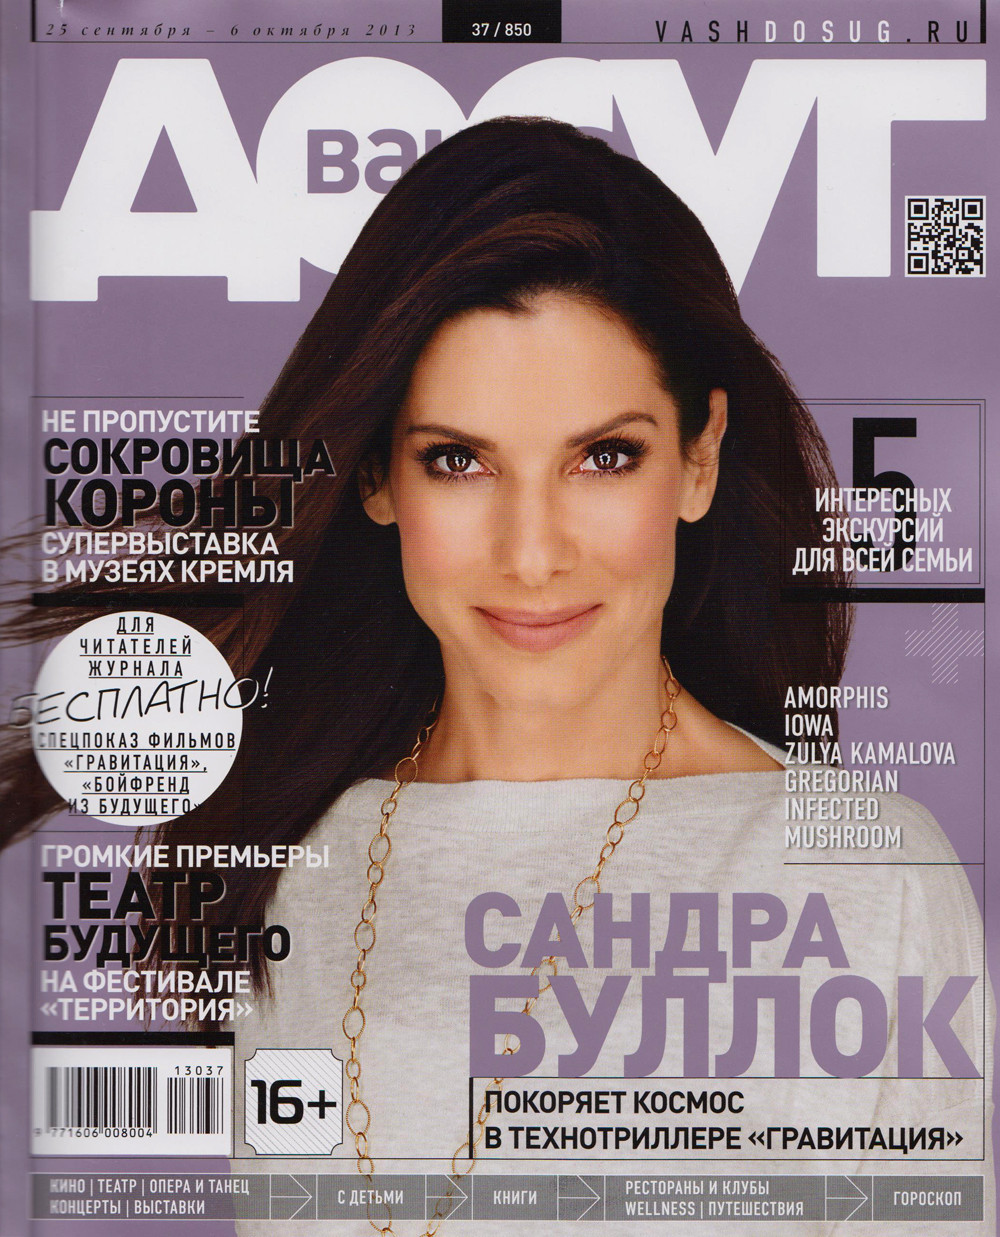 25 сентября – 6 октября 2013
37 / 850
VASHDOSUG.RU
ДОСУГ
НЕ ПРОПУСТИТЕ
СОКРОВИЩА
КОРОНЫ
СУПЕРВЫСТАВКА
В МУЗЕЯХ КРЕМЛЯ
5
ИНТЕРЕСНЫХ
ЭКСКУРСИЙ
ДЛЯ ВСЕЙ СЕМЬИ
ДЛЯ
ЧИТАТЕЛЕЙ
ЖУРНАЛА
БЕСПЛАТНО!
СПЕЦПОКАЗ ФИЛЬМОВ
«ГРАВИТАЦИЯ»,
«БОЙФРЕНД
ИЗ БУДУЩЕГО»
AMORPHIS
IOWA
ZULYA KAMALOVA
GREGORIAN
INFECTED
MUSHROOM
ГРОМКИЕ ПРЕМЬЕРЫ
ТЕАТР
БУДУЩЕГО
НА ФЕСТИВАЛЕ
«ТЕРРИТОРИЯ»
САНДРА
БУЛЛОК
ПОКОРЯЕТ КОСМОС
В ТЕХНОТРИЛЛЕРЕ «ГРАВИТАЦИЯ»
13037
9 771606 008004
16+
КИНО | ТЕАТР | ОПЕРА И ТАНЕЦ
КОНЦЕРТЫ | ВЫСТАВКИ
С ДЕТЬМИ
КНИГИ
РЕСТОРАНЫ И КЛУБЫ
WELLNESS | ПУТЕШЕСТВИЯ
ГОРОСКОП